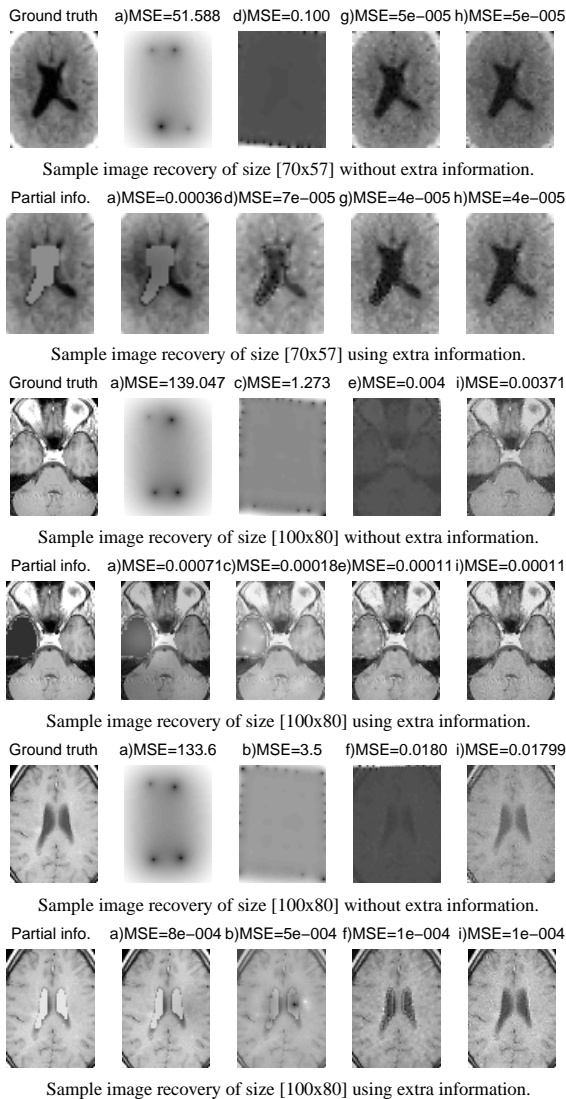 Ground truth a)MSE=51.588 d)MSE=0.100 g)MSE=5e−005 h)MSE=5e−005
Sample image recovery of size [70x57] without extra information.
Partial info. a)MSE=0.00036 d)MSE=7e−005 g)MSE=4e−005 h)MSE=4e−005
Sample image recovery of size [70x57] using extra information.
Ground truth a)MSE=139.047 c)MSE=1.273 e)MSE=0.004 i)MSE=0.00371
Sample image recovery of size [100x80] without extra information.
Partial info. a)MSE=0.00071 c)MSE=0.00018 e)MSE=0.00011 i)MSE=0.00011
Sample image recovery of size [100x80] using extra information.
Ground truth a)MSE=133.6 b)MSE=3.5 f)MSE=0.0180 i)MSE=0.01799
Sample image recovery of size [100x80] without extra information.
Partial info. a)MSE=8e−004 b)MSE=5e−004 f)MSE=1e−004 i)MSE=1e−004
Sample image recovery of size [100x80] using extra information.